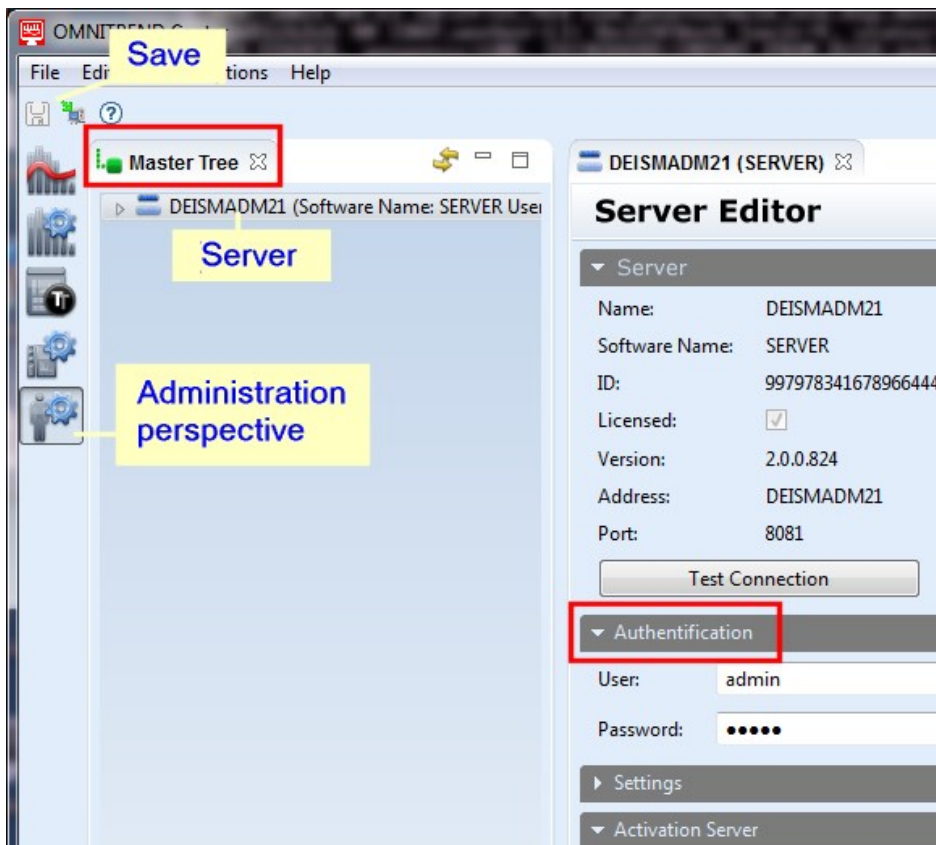 OMNITREND Center
Save
File Edi tions Help
Master Tree
DEISMADM21 (SERVER)
DEISMADM21 (Software Name: SERVER User
Server Editor
Server
Server
Name: DEISMADM21
Software Name: SERVER
ID: 997978341678966444
Administration
perspective
Licensed:
Version: 2.0.0.824
Address: DEISMADM21
Port: 8081
Test Connection
Authentification
User: admin
Password: •••••
Settings
Activation Server